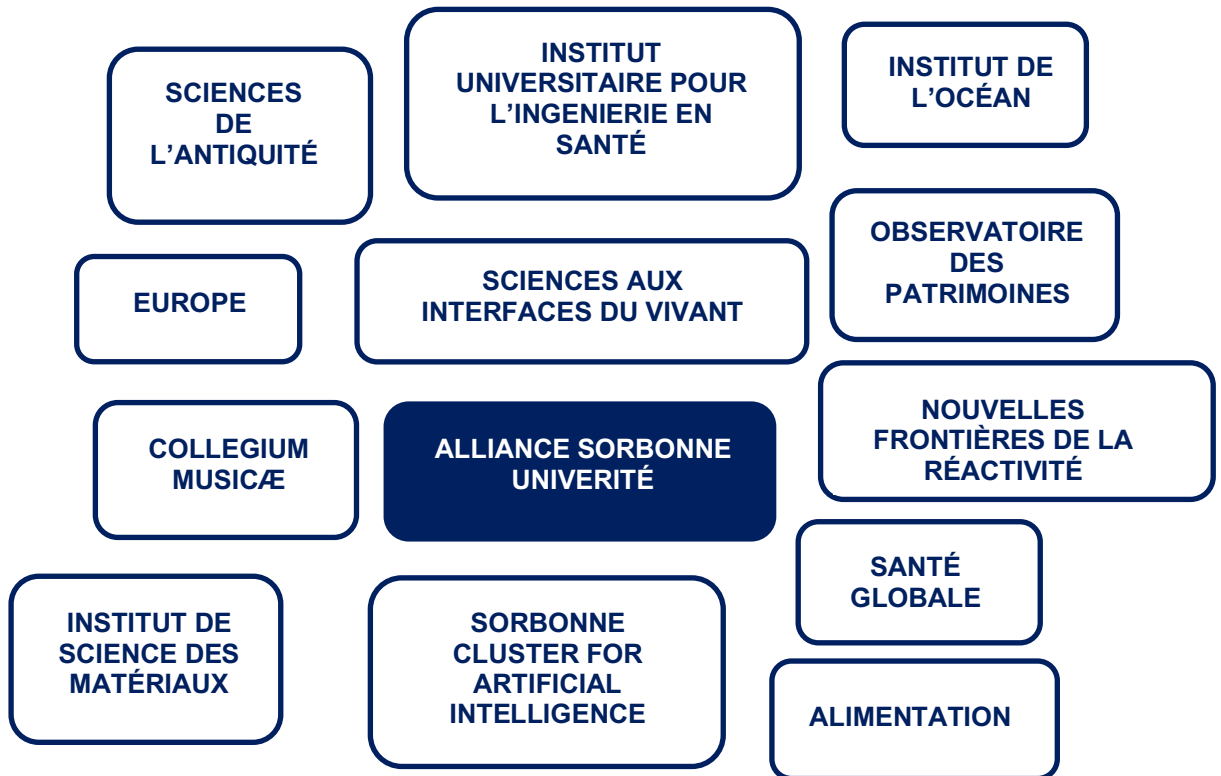 SCIENCES
DE
L'ANTIQUITÉ
INSTITUT
UNIVERSITAIRE POUR
L'INGENIERIE EN
SANTÉ
INSTITUT DE
L'OCÉAN
EUROPE
SCIENCES AUX
INTERFACES DU VIVANT
OBSERVATOIRE
DES
PATRIMOINES
COLLEGIUM
MUSICÆ
ALLIANCE SORBONNE
UNIVERITÉ
NOUVELLES
FRONTIÈRES DE LA
RÉACTIVITÉ
INSTITUT DE
SCIENCE DES
MATÉRIAUX
SORBONNE
CLUSTER FOR
ARTIFICIAL
INTELLIGENCE
SANTÉ
GLOBALE
ALIMENTATION